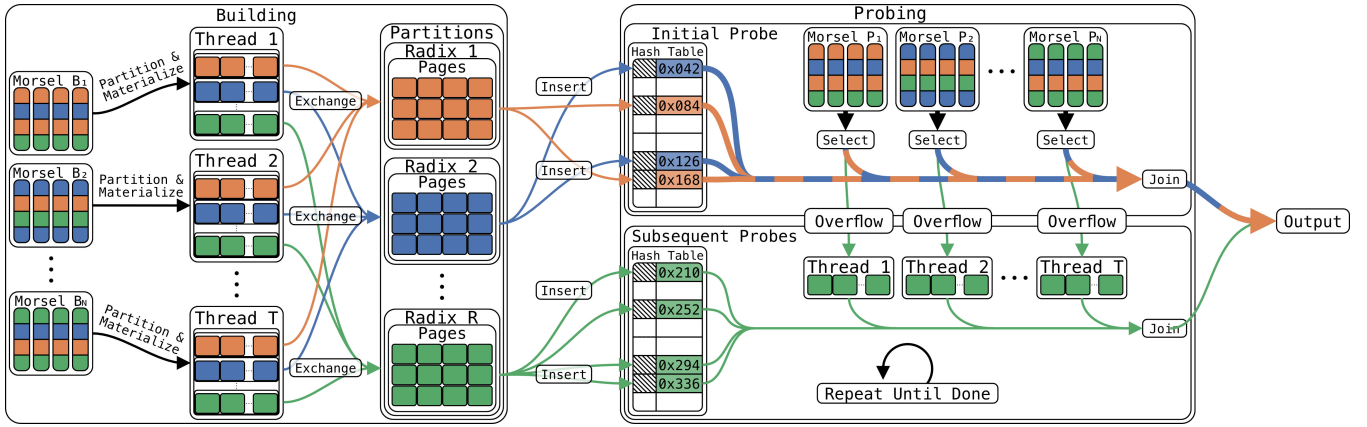 Building
Morsel B1
Morsel B2
Morsel BN
Partition &
Materialize
Partition &
Materialize
Partition &
Materialize
Thread 1
Thread 2
Thread T
Exchange
Exchange
Exchange
Partitions
Radix 1
Pages
Radix 2
Pages
Radix R
Pages
Insert
Insert
Insert
Insert
Probing
Initial Probe
Hash Table
0x042
0x084
0x126
0x168
Morsel P1
Morsel P2
Morsel PN
Select
Select
Select
Join
Overflow
Overflow
Overflow
Subsequent Probes
Hash Table
0x210
0x252
0x294
0x336
Thread 1
Thread 2
Thread T
Join
Repeat Until Done
Output